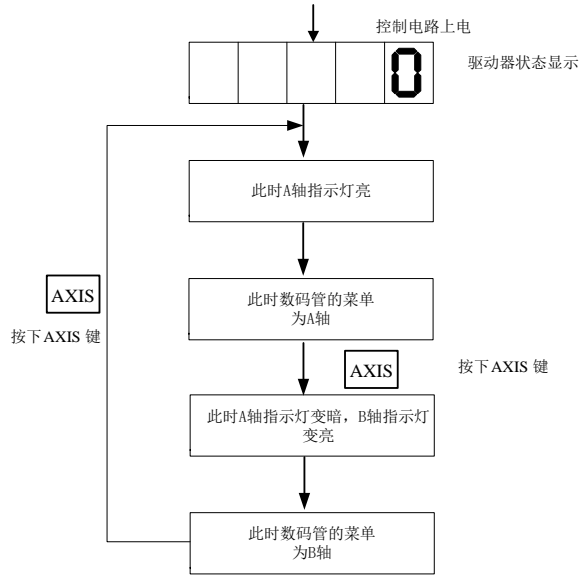 控制电路上电
0
驱动器状态显示
此时A轴指示灯亮
此时数码管的菜单
为A轴
AXIS
按下AXIS 键
AXIS
按下AXIS 键
此时A轴指示灯变暗，B轴指示灯
变亮
此时数码管的菜单
为B轴